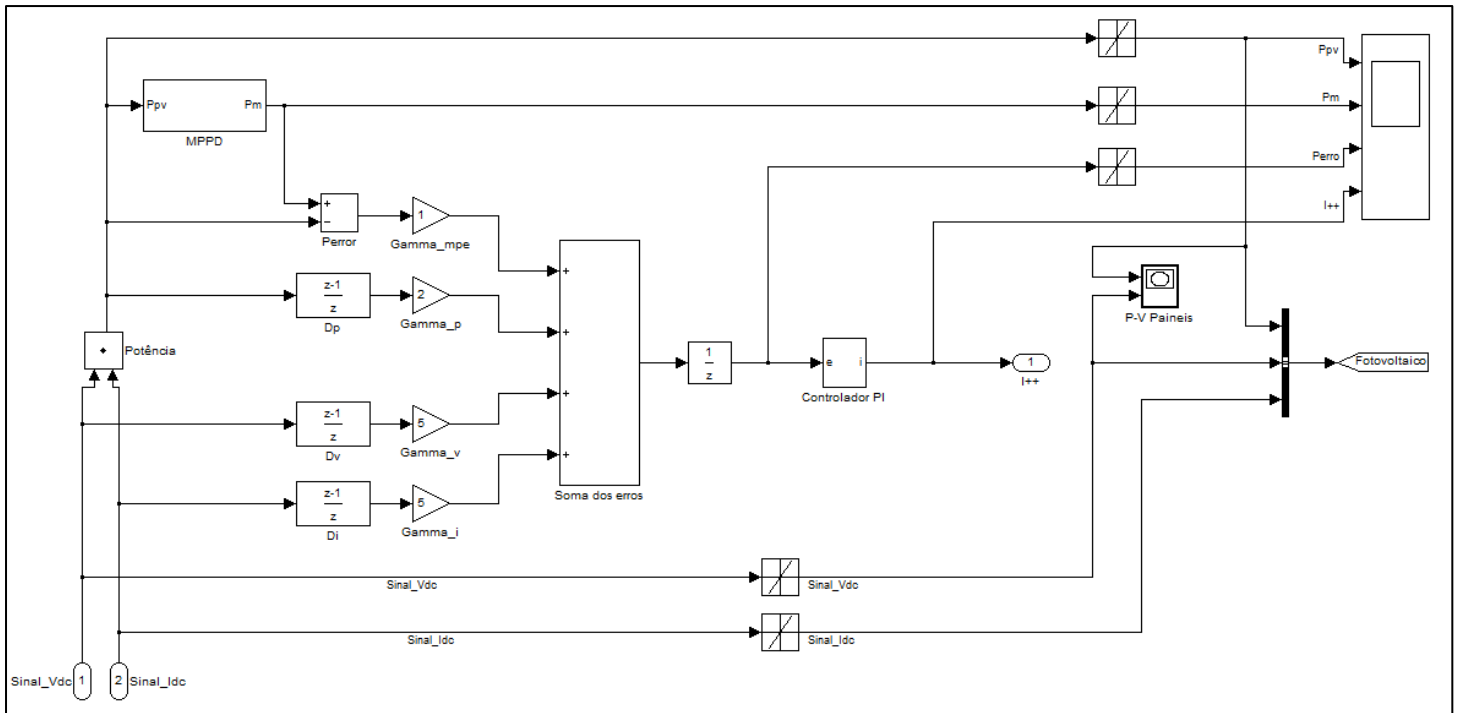 Ppv
Ppv
Pm
MPPD
Pm
Perro
I++
+
−
Perror
1
Gamma_mpe
z-1
z
Dp
2
Gamma_p
+
+
+
+
Soma dos erros
Potência
z-1
z
Dv
5
Gamma_v
z-1
z
Di
5
Gamma_i
1
z
e
i
Controlador PI
1
I++
P-V Paineis
Fotovoltaico
Sinal_Vdc
Sinal_Vdc
Sinal_Idc
Sinal_Idc
Sinal_Vdc
1
2
Sinal_Idc